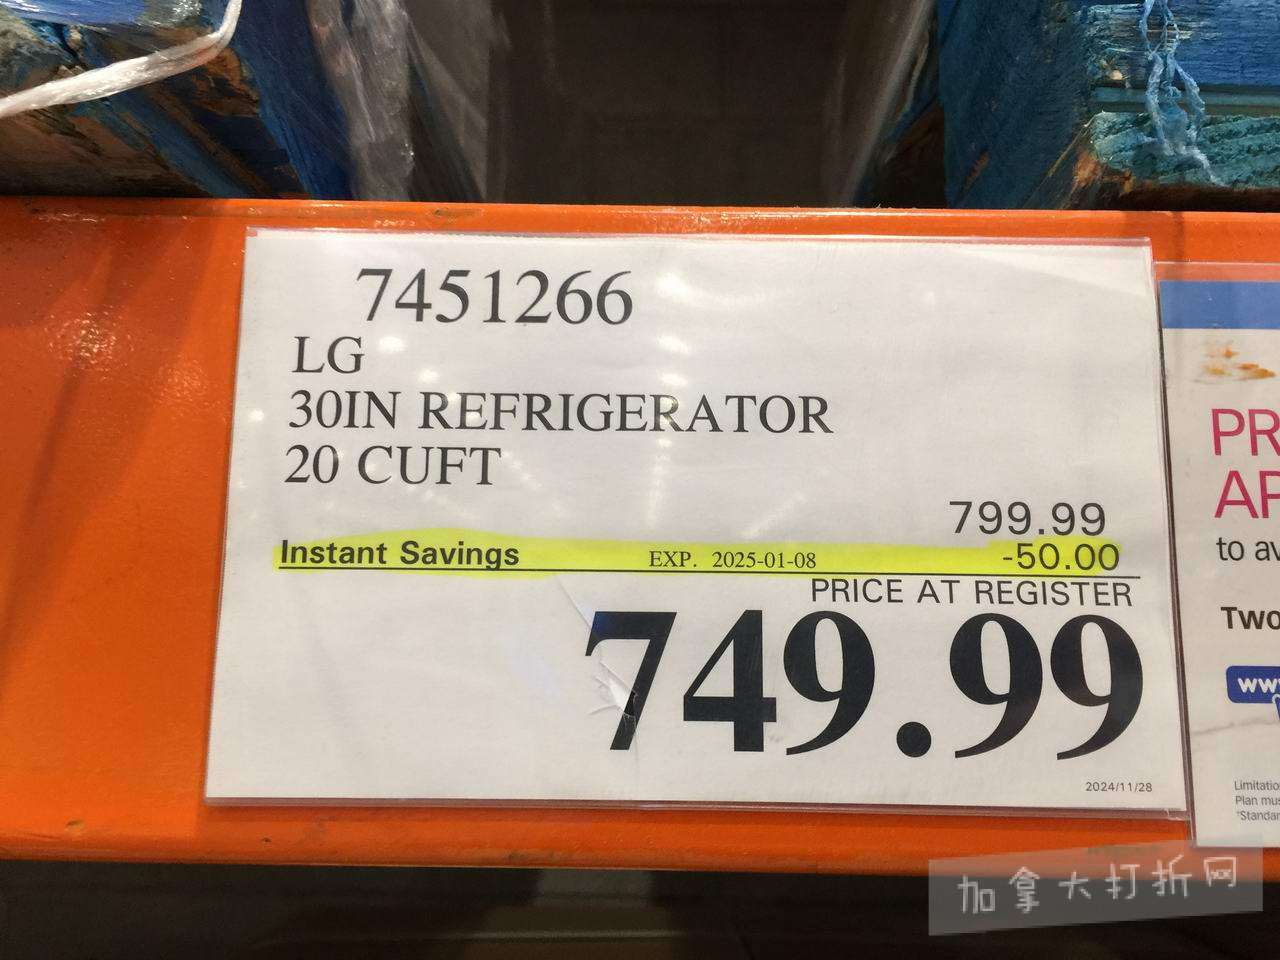 7451266
LG
30IN REFRIGERATOR
20 CUFT
799.99
Instant Savings EXP. 2025-01-08 -50.00
PRICE AT REGISTER
749.99
2024/11/28
PR
AP
to av
Two
www
Limitatio
Plan mus
*Standar
加拿大打折网